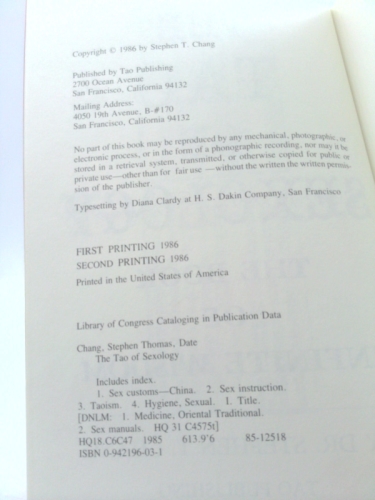 Copyright © 1986 by Stephen T. Chang
Published by Tao Publishing
2700 Ocean Avenue
San Francisco, California 94132
Mailing Address:
4050 19th Avenue, B-#170
San Francisco, California 94132
No part of this book may be reproduced by any mechanical, photographic, or
electronic process, or in the form of a phonographic recording, nor may it be
stored in a retrieval system, transmitted, or otherwise copied for public or
private use—other than for fair use—without the written the written permis-
sion of the publisher.
Typesetting by Diana Clardy at H. S. Dakin Company, San Francisco
FIRST PRINTING 1986
SECOND PRINTING 1986
Printed in the United States of America
Library of Congress Cataloging in Publication Data
Chang, Stephen Thomas, Date
The Tao of Sexology
Includes index.
1. Sex customs—China. 2. Sex instruction.
3. Taoism. 4. Hygiene, Sexual. I. Title.
[DNLM: 1. Medicine, Oriental Traditional.
2. Sex manuals. HQ 31 C4575t]
HQ18.C6C47 1985 613.9'6 85-12518
ISBN 0-942196-03-1